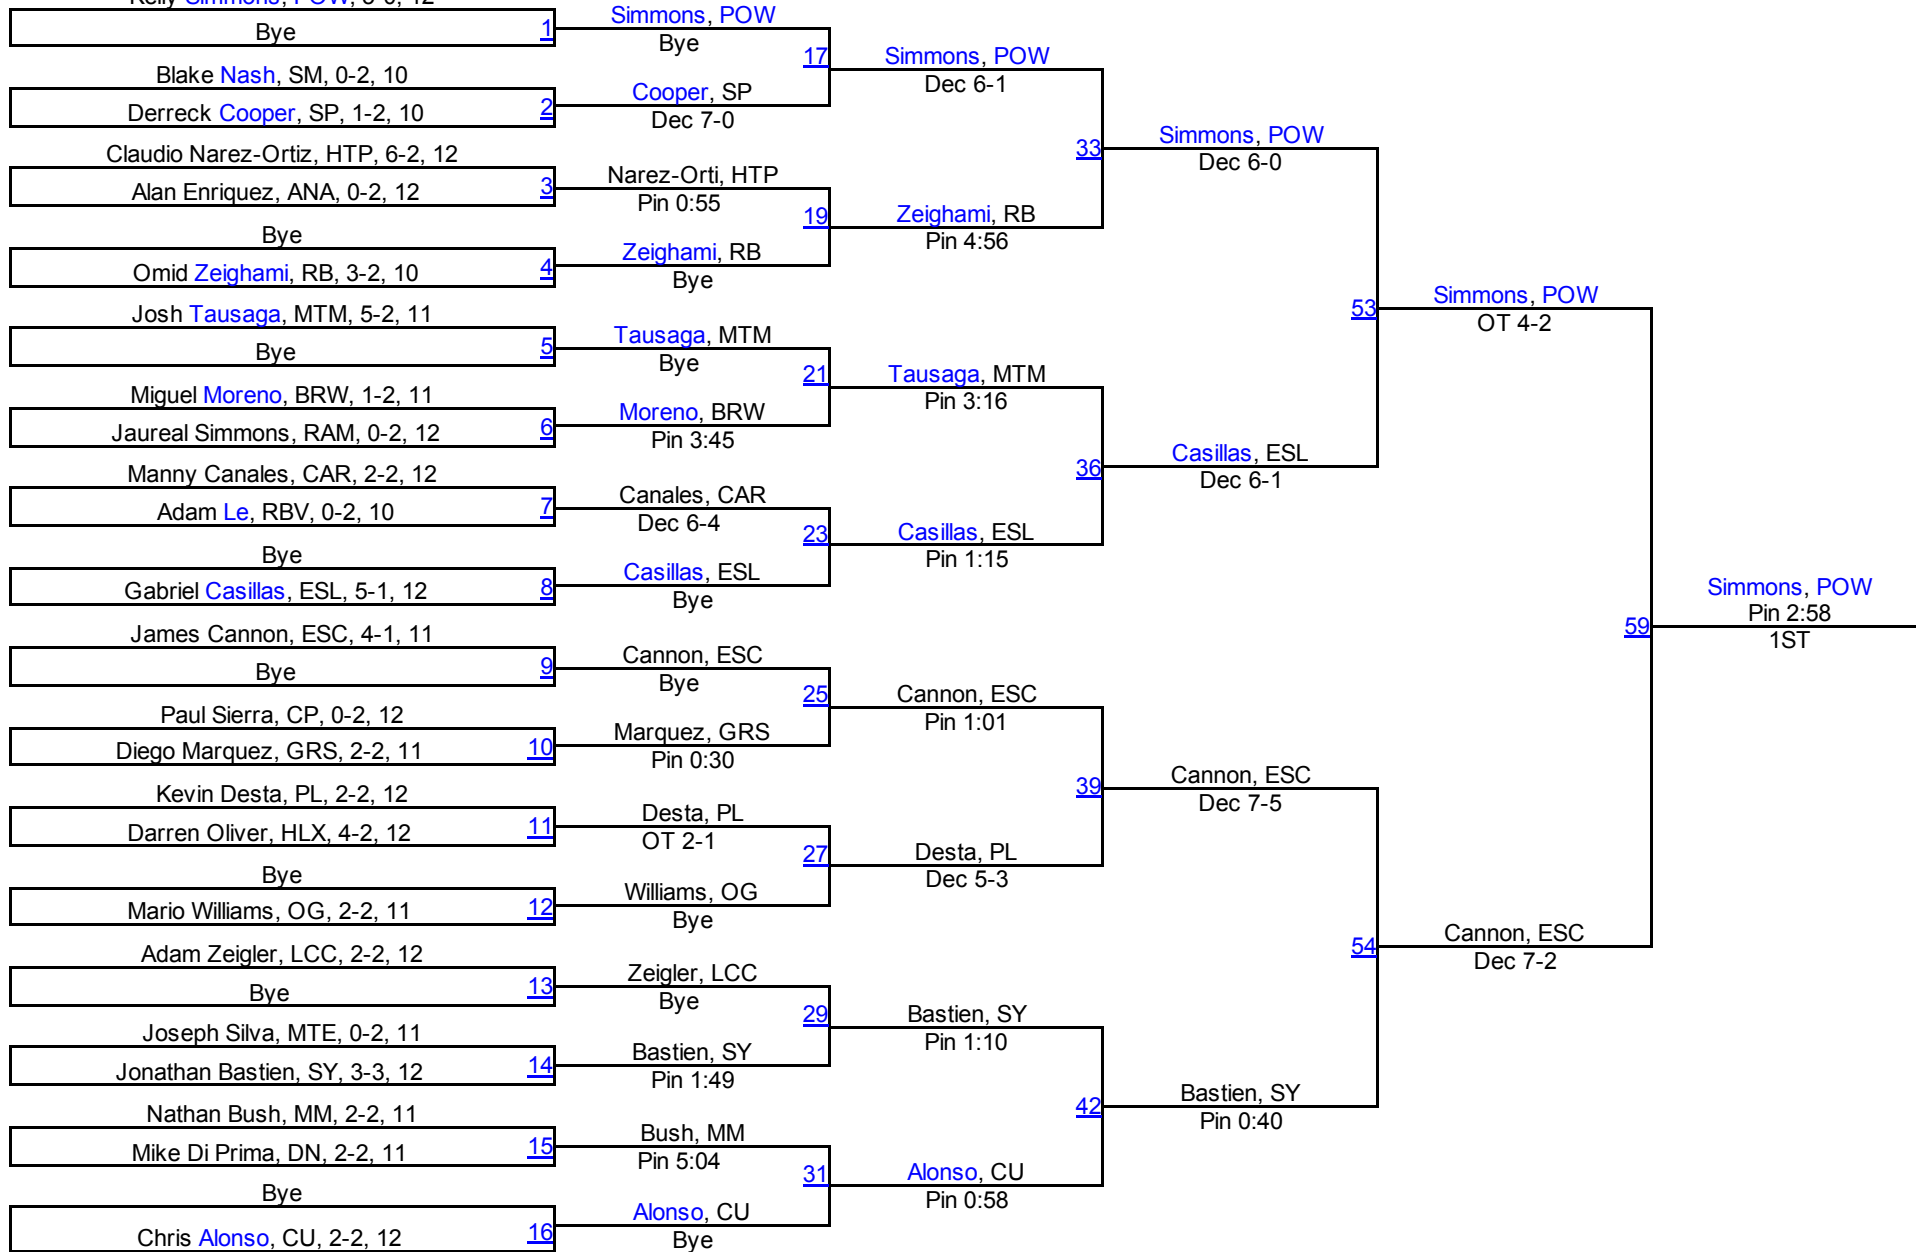 Simmons, POW
Bye
1
Simmons, POW
Bye
Blake Nash, SM, 0-2, 10
Derreck Cooper, SP, 1-2, 10
2
Cooper, SP
Dec 7-0
17
Simmons, POW
Dec 6-1
Claudio Narez-Ortiz, HTP, 6-2, 12
Alan Enriquez, ANA, 0-2, 12
3
Narez-Orti, HTP
Pin 0:55
Bye
Omid Zeighami, RB, 3-2, 10
4
Zeighami, RB
Bye
19
Zeighami, RB
Pin 4:56
33
Simmons, POW
Dec 6-0
Josh Tausaga, MTM, 5-2, 11
Bye
5
Tausaga, MTM
Bye
Miguel Moreno, BRW, 1-2, 11
Jaureal Simmons, RAM, 0-2, 12
6
Moreno, BRW
Pin 3:45
21
Tausaga, MTM
Pin 3:16
Manny Canales, CAR, 2-2, 12
Adam Le, RBV, 0-2, 10
7
Canales, CAR
Dec 6-4
Bye
Gabriel Casillas, ESL, 5-1, 12
8
Casillas, ESL
Bye
23
Casillas, ESL
Pin 1:15
36
Casillas, ESL
Dec 6-1
53
Simmons, POW
OT 4-2
James Cannon, ESC, 4-1, 11
Bye
9
Cannon, ESC
Bye
Paul Sierra, CP, 0-2, 12
Diego Marquez, GRS, 2-2, 11
10
Marquez, GRS
Pin 0:30
25
Cannon, ESC
Pin 1:01
Kevin Desta, PL, 2-2, 12
Darren Oliver, HLX, 4-2, 12
11
Desta, PL
OT 2-1
Bye
Mario Williams, OG, 2-2, 11
12
Williams, OG
Bye
27
Desta, PL
Dec 5-3
39
Cannon, ESC
Dec 7-5
Adam Zeigler, LCC, 2-2, 12
Bye
13
Zeigler, LCC
Bye
Joseph Silva, MTE, 0-2, 11
Jonathan Bastien, SY, 3-3, 12
14
Bastien, SY
Pin 1:49
29
Bastien, SY
Pin 1:10
Nathan Bush, MM, 2-2, 11
Mike Di Prima, DN, 2-2, 11
15
Bush, MM
Pin 5:04
Bye
Chris Alonso, CU, 2-2, 12
16
Alonso, CU
Bye
31
Alonso, CU
Pin 0:58
42
Bastien, SY
Pin 0:40
54
Cannon, ESC
Dec 7-2
59
Simmons, POW
Pin 2:58
1ST